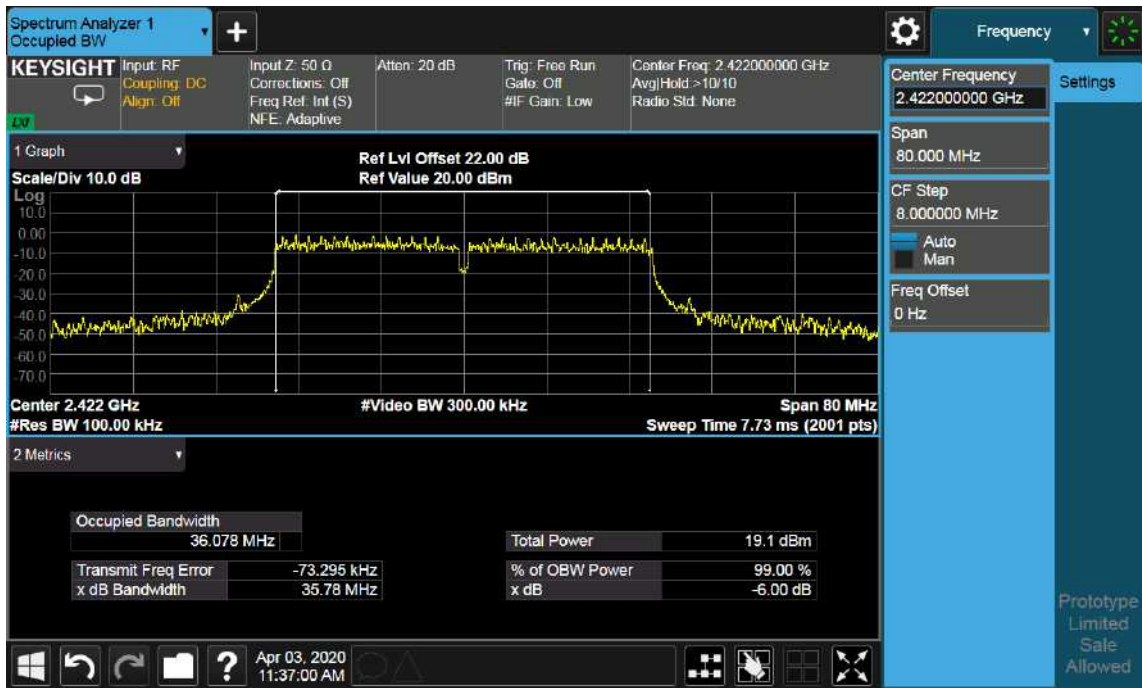 Spectrum Analyzer 1
Occupied BW
+
Frequency
KEYSIGHT
Input: RF
Coupling: DC
Align: Off
Input Z: 50 Ω
Corrections: Off
Freq Ref: Int (S)
NFE: Adaptive
Atten: 20 dB
Trig: Free Run
Gate: Off
#IF Gain: Low
Center Freq: 2.422000000 GHz
Avg|Hold:>10/10
Radio Std: None
LXI
Center Frequency
2.422000000 GHz
Settings
Span
80.000 MHz
CF Step
8.000000 MHz
Auto
Man
Freq Offset
0 Hz
1 Graph
Ref Lvl Offset 22.00 dB
Scale/Div 10.0 dB
Ref Value 20.00 dBm
Log
10.0
0.00
-10.0
-20.0
-30.0
-40.0
-50.0
-60.0
-70.0
Center 2.422 GHz
#Video BW 300.00 kHz
Span 80 MHz
#Res BW 100.00 kHz
Sweep Time 7.73 ms (2001 pts)
2 Metrics
Occupied Bandwidth
36.078 MHz
Total Power 19.1 dBm
Transmit Freq Error -73.295 kHz
% of OBW Power 99.00 %
x dB Bandwidth 35.78 MHz
x dB -6.00 dB
Prototype
Limited
Sale
Allowed
?
Apr 03, 2020
11:37:00 AM